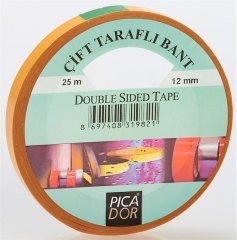 ÇİFT TARAFLI BANT
25 m 12 mm
DOUBLE SIDED TAPE
8 697408 319821
PICA
DOR